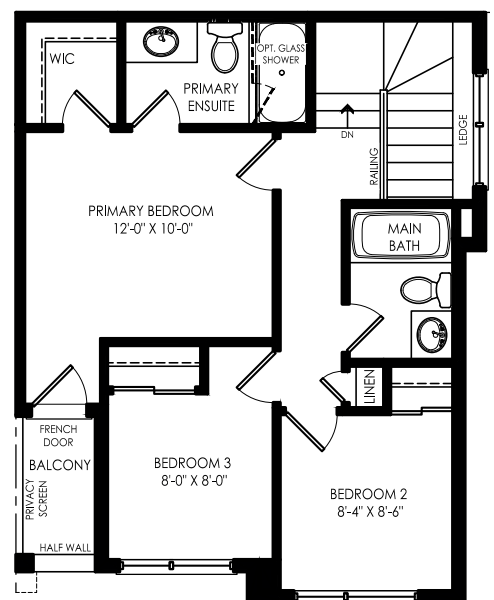 WIC
PRIMARY
ENSUITE
OPT. GLASS
SHOWER
DN
RAILING
LEDGE
PRIMARY BEDROOM
12'-0" X 10'-0"
MAIN
BATH
LINEN
FRENCH
DOOR
BALCONY
PRIVACY
SCREEN
HALF WALL
BEDROOM 3
8'-0" X 8'-0"
BEDROOM 2
8'-4" X 8'-6"